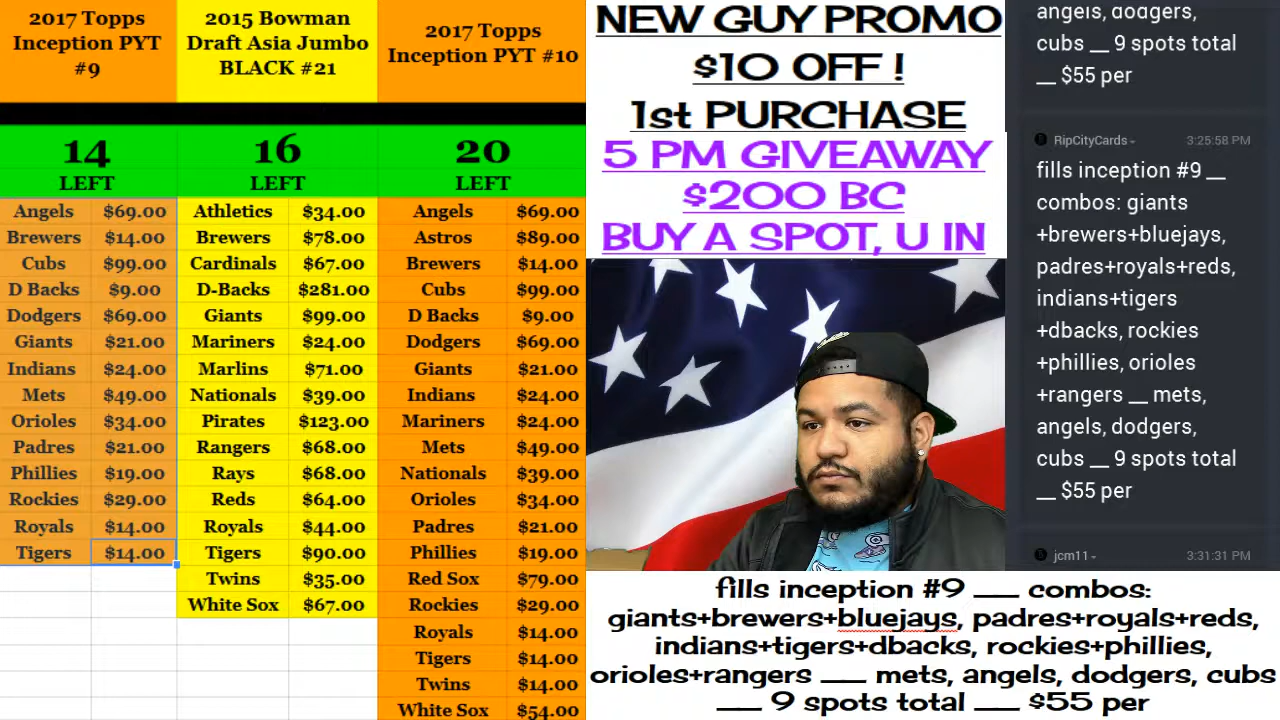 2017 Topps
Inception PYT
#9
2015 Bowman
Draft Asia Jumbo
BLACK #21
2017 Topps
Inception PYT #10
14
LEFT
16
LEFT
20
LEFT
Angels $69.00
Brewers $14.00
Cubs $99.00
D Backs $9.00
Dodgers $69.00
Giants $21.00
Indians $24.00
Mets $49.00
Orioles $34.00
Padres $21.00
Phillies $19.00
Rockies $29.00
Royals $14.00
Tigers $14.00
Athletics $34.00
Brewers $78.00
Cardinals $67.00
D-Backs $281.00
Giants $99.00
Mariners $24.00
Marlins $71.00
Nationals $39.00
Pirates $123.00
Rangers $68.00
Rays $68.00
Reds $64.00
Royals $44.00
Tigers $90.00
Twins $35.00
White Sox $67.00
Angels $69.00
Astros $89.00
Brewers $14.00
Cubs $99.00
D Backs $9.00
Dodgers $69.00
Giants $21.00
Indians $24.00
Mariners $24.00
Mets $49.00
Nationals $39.00
Orioles $34.00
Padres $21.00
Phillies $19.00
Red Sox $79.00
Rockies $29.00
Royals $14.00
Tigers $14.00
Twins $14.00
White Sox $54.00
NEW GUY PROMO
$10 OFF !
1st PURCHASE
5 PM GIVEAWAY
$200 BC
BUY A SPOT, U IN
angels, dodgers,
cubs __ 9 spots total
__ $55 per
RipCityCards 3:25:58 PM
fills inception #9 __
combos: giants
+brewers+bluejays,
padres+royals+reds,
indians+tigers
+dbacks, rockies
+phillies, orioles
+rangers __ mets,
angels, dodgers,
cubs __ 9 spots total
__ $55 per
jcm11 3:31:31 PM
fills inception #9 __ combos:
giants+brewers+bluejays, padres+royals+reds,
indians+tigers+dbacks, rockies+phillies,
orioles+rangers __ mets, angels, dodgers, cubs
__ 9 spots total __ $55 per